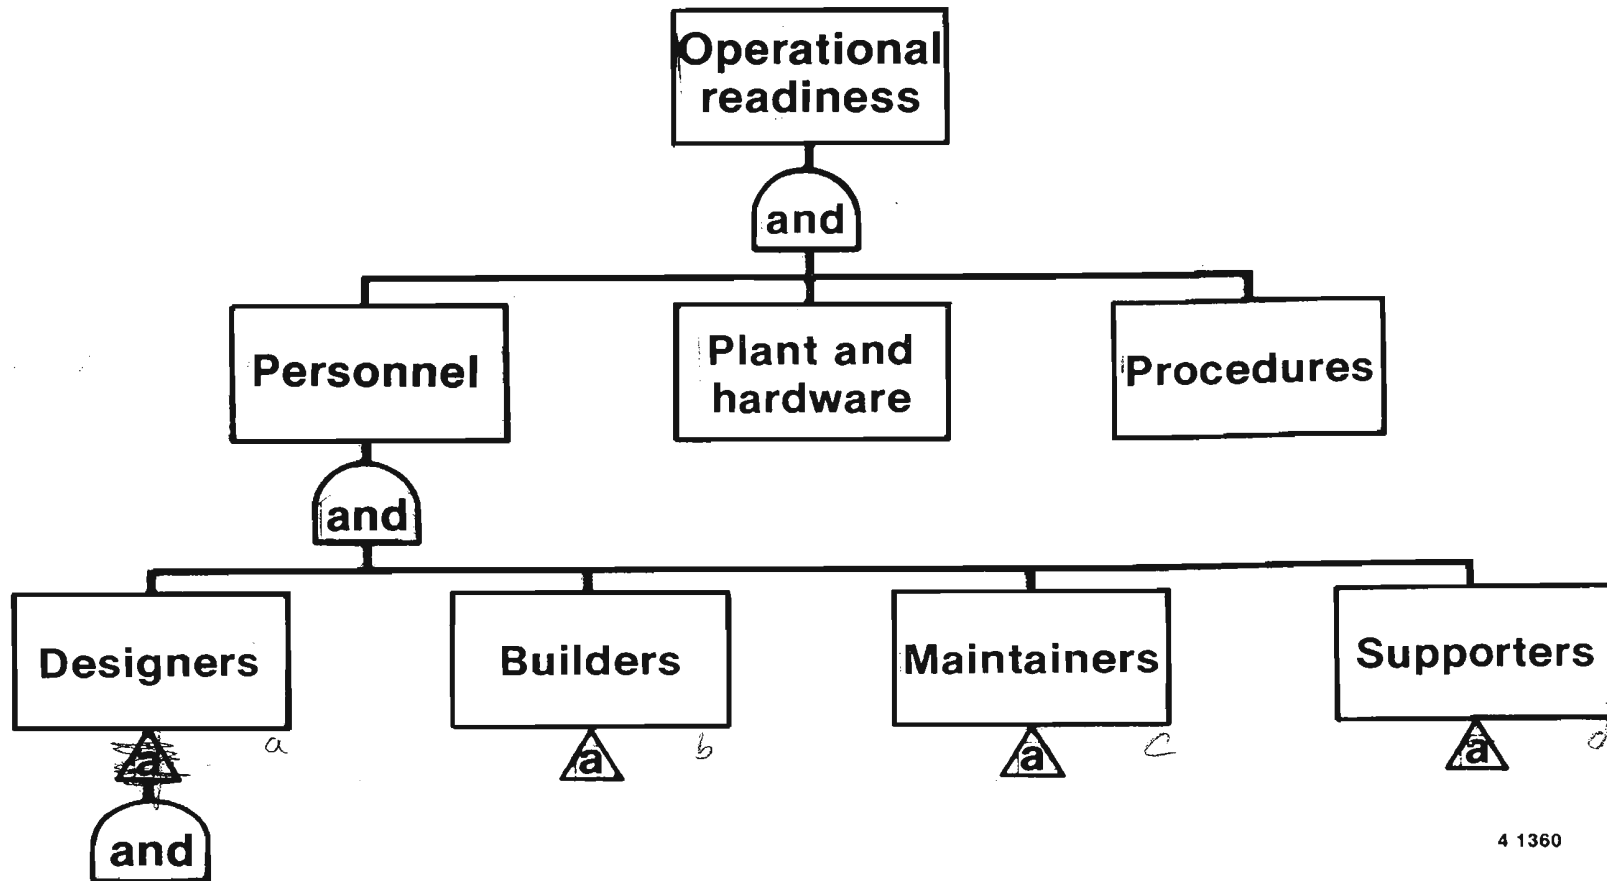 Operational
readiness
and
Personnel
Plant and
hardware
Procedures
and
Designers
Builders
Maintainers
Supporters
a
a
a
a
a
b
c
d
and
4 1360